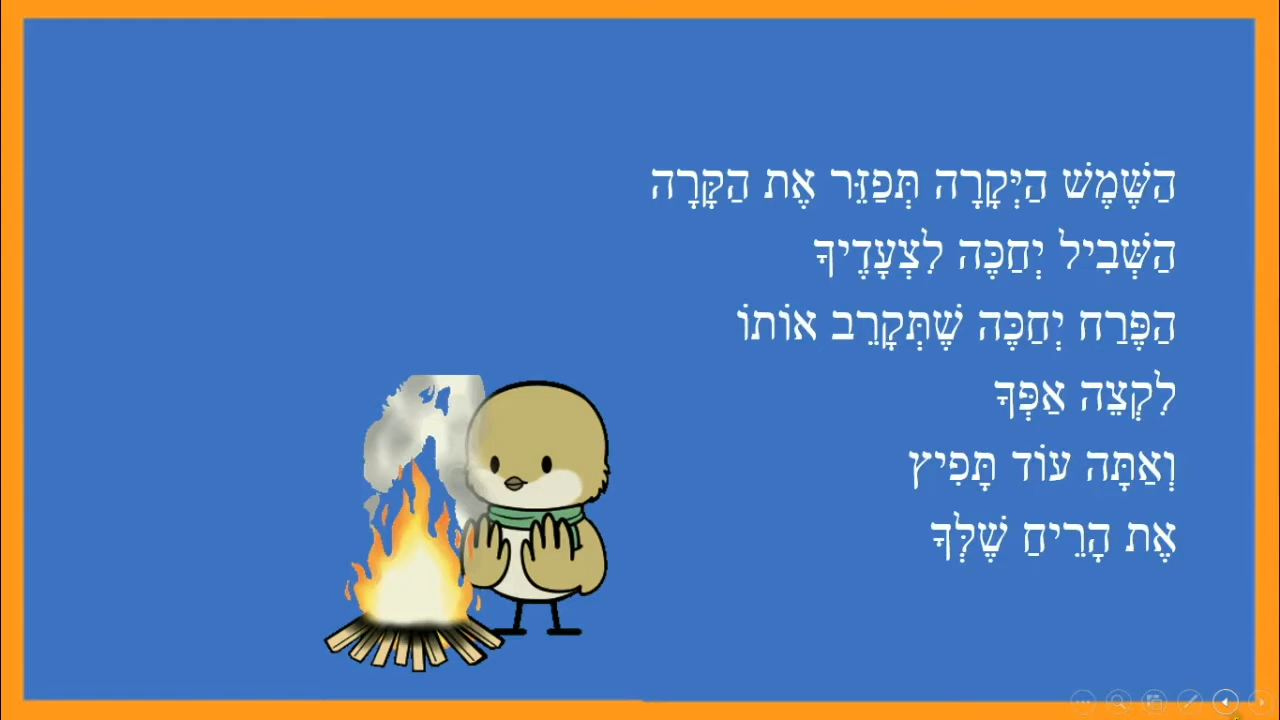 הַשֶּׁמֶשׁ הַיְּקָרָה תְּפַזֵּר אֶת הַקָּרָה
הַשְּׁבִיל יְחַכֶּה לִצְעָדֶיךָ
הַפֶּרַח יְחַכֶּה שֶׁתְּקָרֵב אוֹתוֹ
לִקְצֵה אַפְּךָ
וְאַתָּה עוֹד תָּפִיץ
אֶת הָרֵיחַ שֶׁלְּךָ